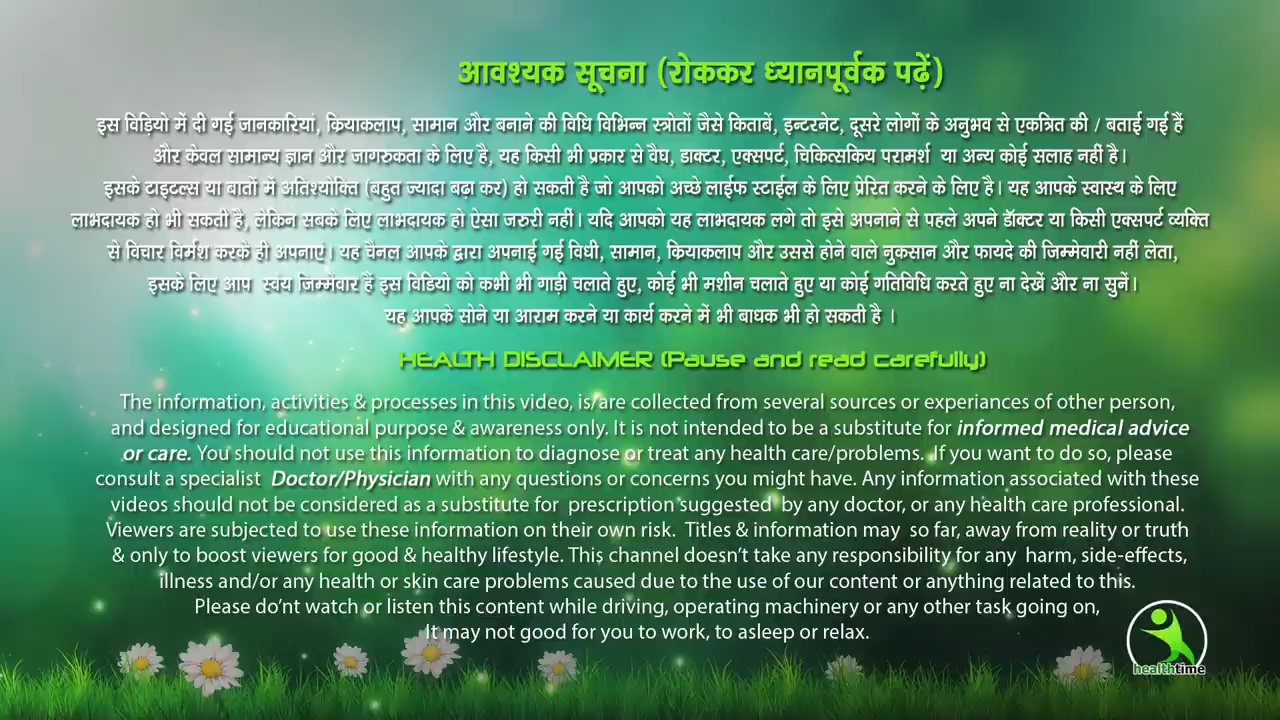 आवश्यक सूचना (रोककर ध्यानपूर्वक पढ़ें)
इस विड़ियो में दी गई जानकारियां, क्रियाकलाप, सामान और बनाने की विधि विभिन्न स्त्रोतों जैसे किताबें, इन्टरनेट, दूसरे लोगों के अनुभव से एकत्रित की / बताई गई हैं
और केवल सामान्य ज्ञान और जागरुकता के लिए है, यह किसी भी प्रकार से वैघ, डाक्टर, एक्सपर्ट, चिकित्सकिय परामर्श या अन्य कोई सलाह नहीं है।
इसके टाइटल्स या बातों में अतिश्योक्ति (बहुत ज्यादा बढ़ा कर) हो सकती है जो आपको अच्छे लाईफ स्टाईल के लिए प्रेरित करने के लिए है। यह आपके स्वास्थ के लिए
लाभदायक हो भी सकती है, लेकिन सबके लिए लाभदायक हो ऐसा जरुरी नहीं। यदि आपको यह लाभदायक लगे तो इसे अपनाने से पहले अपने डॉक्टर या किसी एक्सपर्ट व्यक्ति
से विचार विर्मश करके ही अपनाएं। यह चैनल आपके द्वारा अपनाई गई विधी, सामान, क्रियाकलाप और उससे होने वाले नुकसान और फायदे की जिम्मेवारी नहीं लेता,
इसके लिए आप स्वंय जिम्मेवार हैं इस विडियो को कभी भी गाड़ी चलाते हुए, कोई भी मशीन चलाते हुए या कोई गतिविधि करते हुए ना देखें और ना सुनें।
यह आपके सोने या आराम करने या कार्य करने में भी बाधक भी हो सकती है ।
HEALTH DISCLAIMER (Pause and read carefully)
The information, activities & processes in this video, is/are collected from several sources or experiances of other person,
and designed for educational purpose & awareness only. It is not intended to be a substitute for informed medical advice
or care. You should not use this information to diagnose or treat any health care/problems. If you want to do so, please
consult a specialist Doctor/Physician with any questions or concerns you might have. Any information associated with these
videos should not be considered as a substitute for prescription suggested by any doctor, or any health care professional.
Viewers are subjected to use these information on their own risk. Titles & information may so far, away from reality or truth
& only to boost viewers for good & healthy lifestyle. This channel doesn't take any responsibility for any harm, side-effects,
illness and/or any health or skin care problems caused due to the use of our content or anything related to this.
Please do'nt watch or listen this content while driving, operating machinery or any other task going on,
It may not good for you to work, to asleep or relax.
healthtime